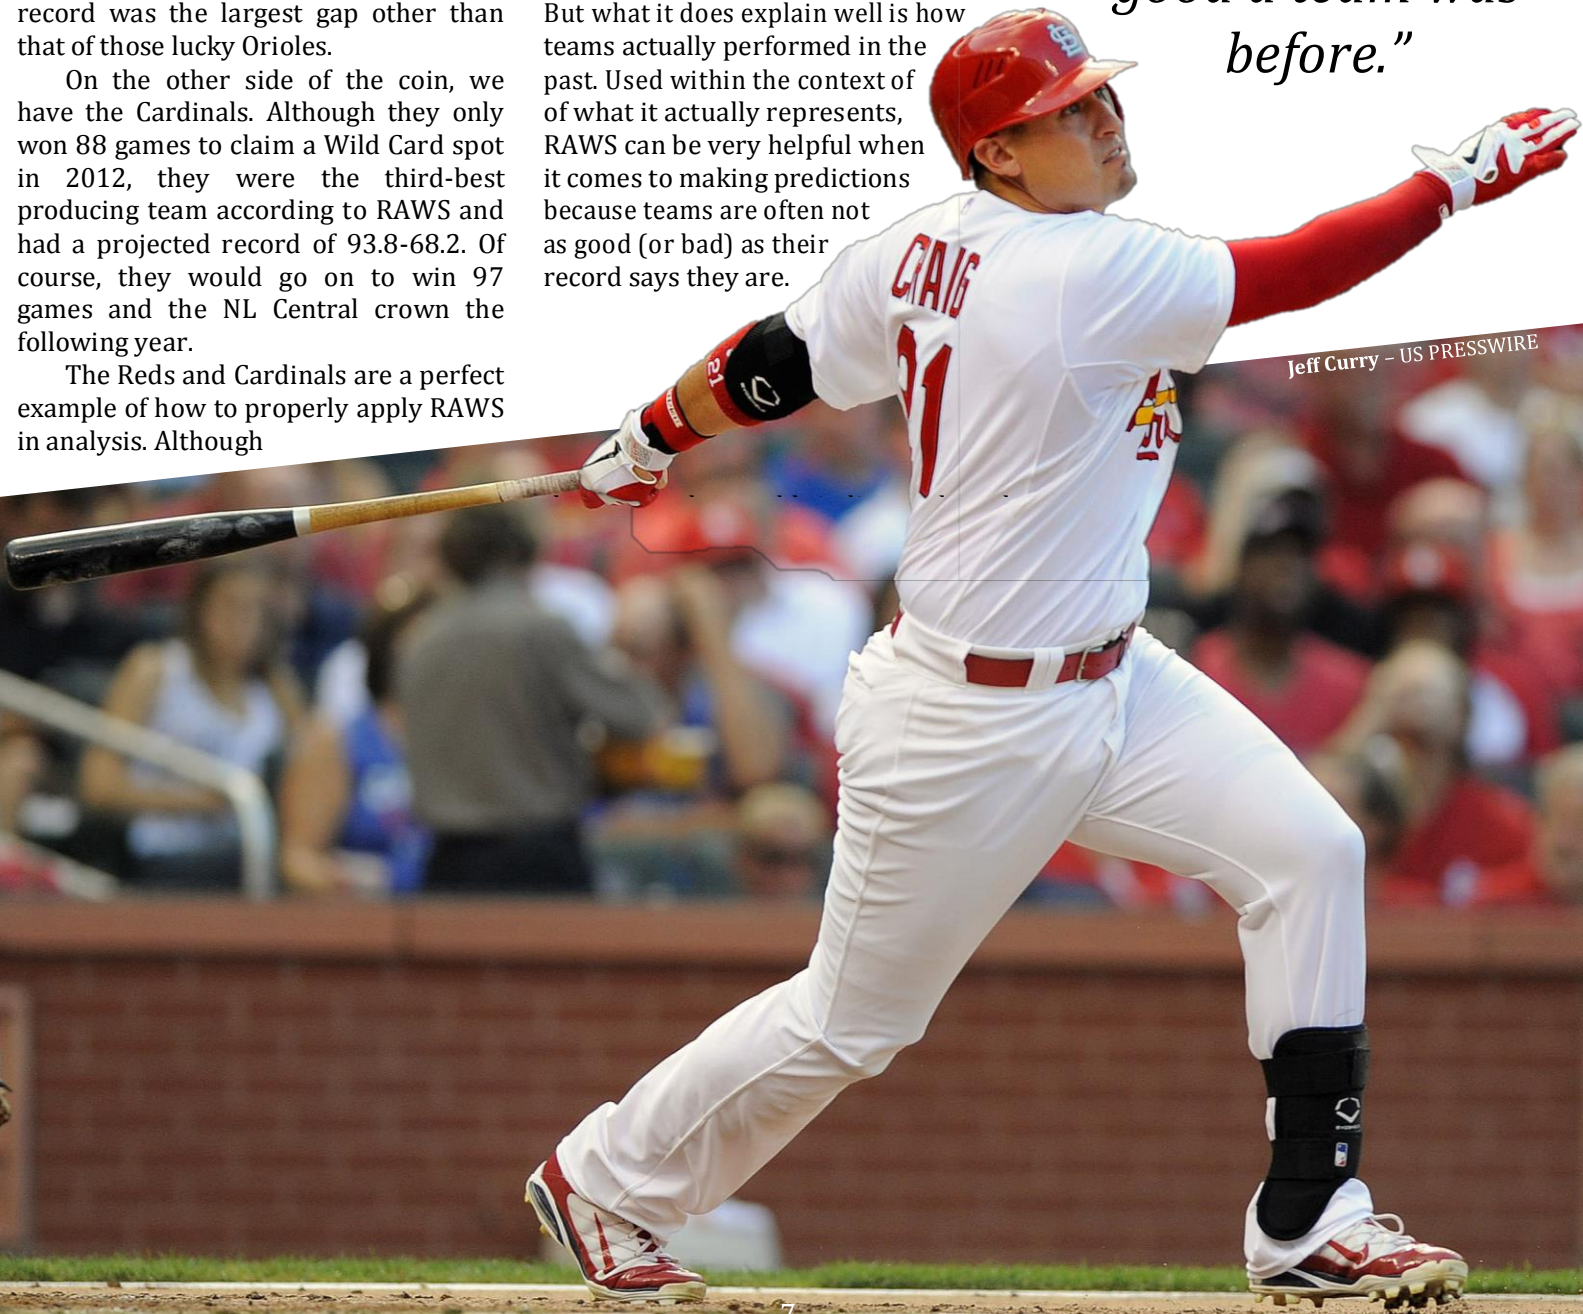 record was the largest gap other than
that of those lucky Orioles.
On the other side of the coin, we
have the Cardinals. Although they only
won 88 games to claim a Wild Card spot
in 2012, they were the third-best
producing team according to RAWS and
had a projected record of 93.8-68.2. Of
course, they would go on to win 97
games and the NL Central crown the
following year.
The Reds and Cardinals are a perfect
example of how to properly apply RAWS
in analysis. Although
But what it does explain well is how
teams actually performed in the
past. Used within the context of
of what it actually represents,
RAWS can be very helpful when
it comes to making predictions
because teams are often not
as good (or bad) as their
record says they are.
good a team was
before.”
Jeff Curry – US PRESSWIRE
CRAIG
21
21
7